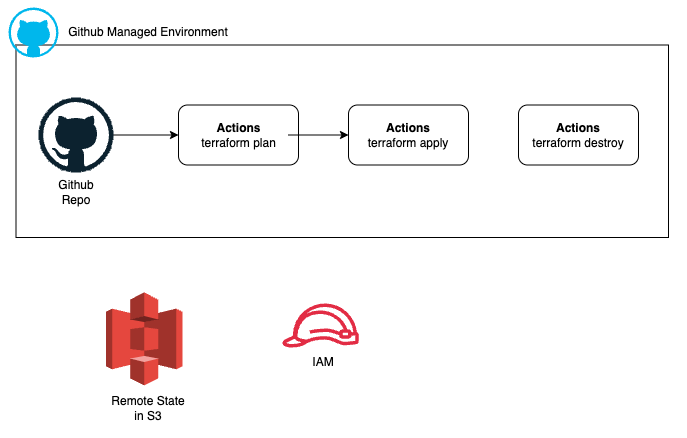 Github Managed Environment
Actions
terraform plan
Actions
terraform apply
Actions
terraform destroy
Github
Repo
Remote State
in S3
IAM